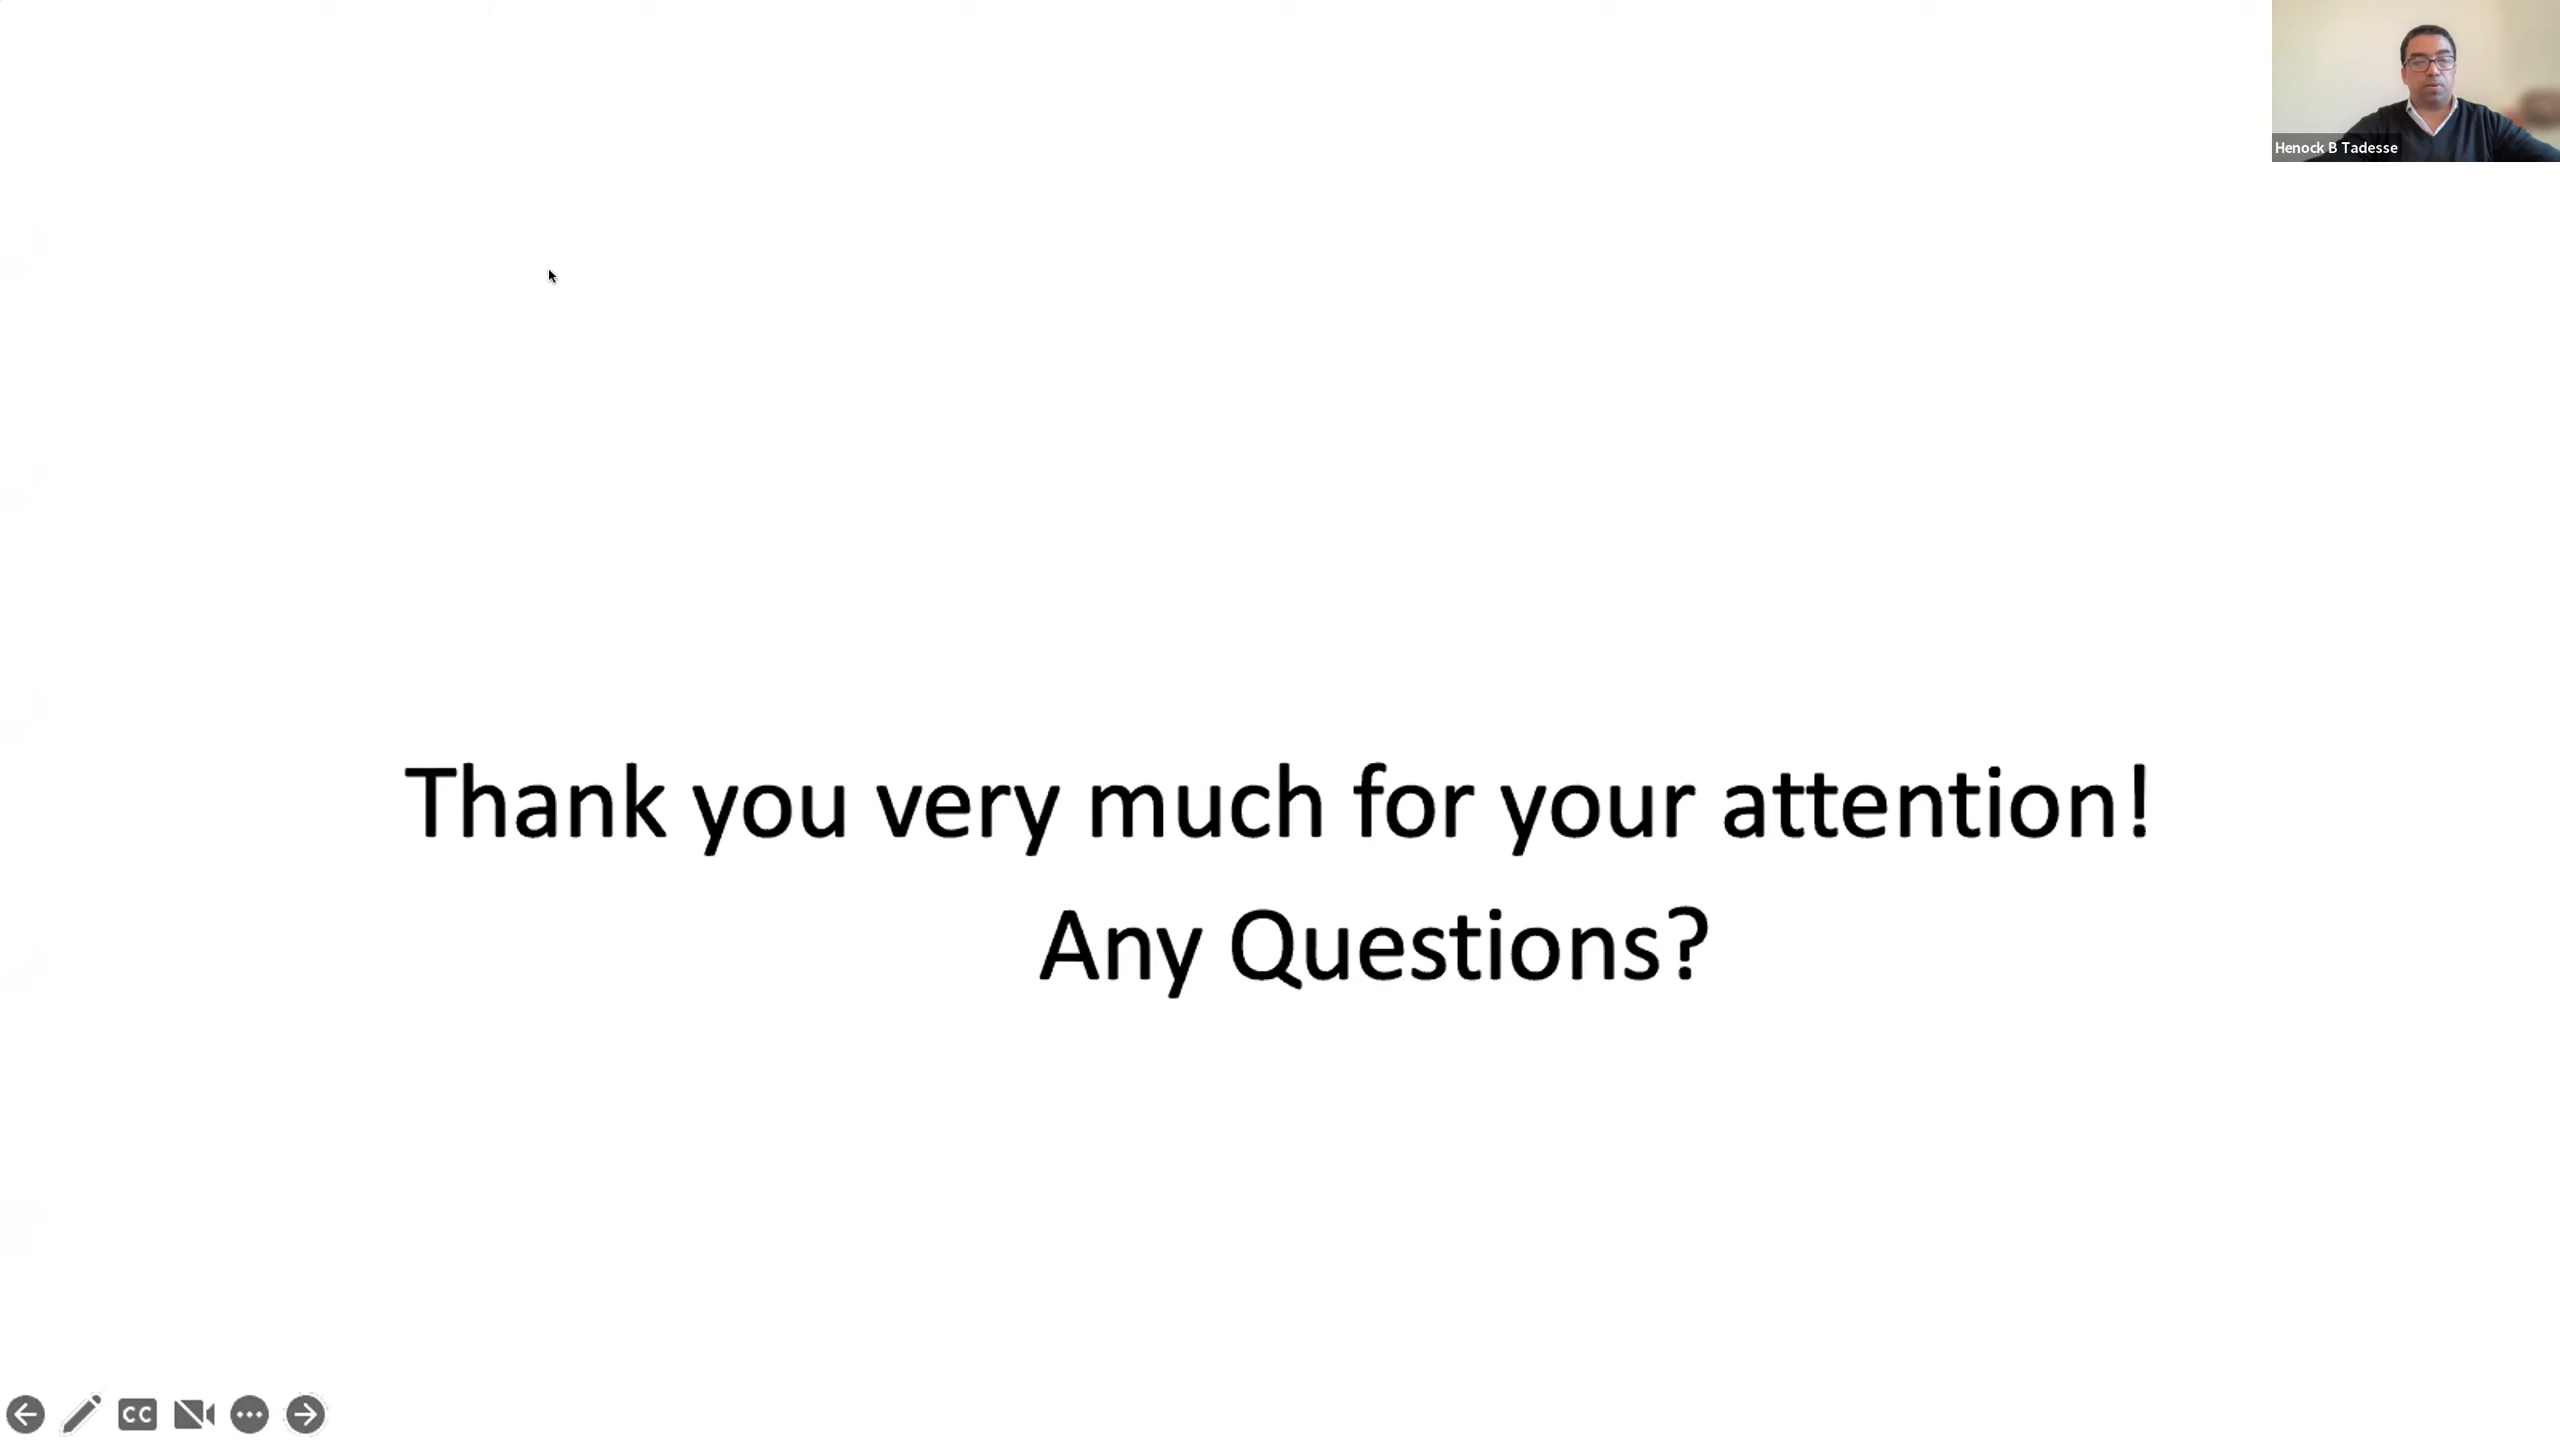 Henock B Tadesse
Thank you very much for your attention!
Any Questions?
CC